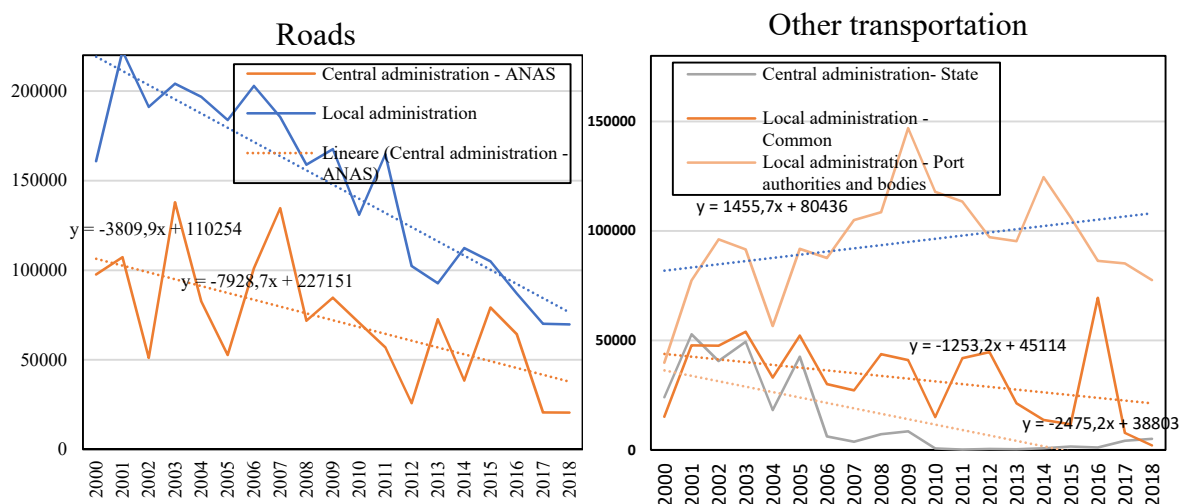 Roads
Central administration - ANAS
Local administration
Lineare (Central administration -
ANAS)
200000
150000
100000
50000
0
y = -3809,9x + 110254
y = -7928,7x + 227151
2000
2001
2002
2003
2004
2005
2006
2007
2008
2009
2010
2011
2012
2013
2014
2015
2016
2017
2018
Other transportation
Central administration- State
Local administration -
Common
Local administration - Port
authorities and bodies
150000
100000
50000
0
y = 1455,7x + 80436
y = -1253,2x + 45114
y = -2475,2x + 38803
2000
2001
2002
2003
2004
2005
2006
2007
2008
2009
2010
2011
2012
2013
2014
2015
2016
2017
2018